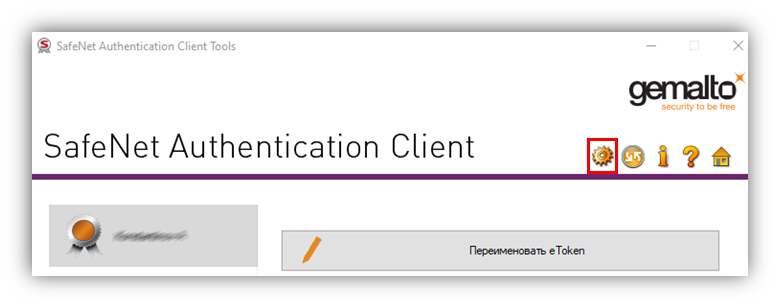 SafeNet Authentication Client Tools
gemalto
security to be free
SafeNet Authentication Client
Переименовать eToken